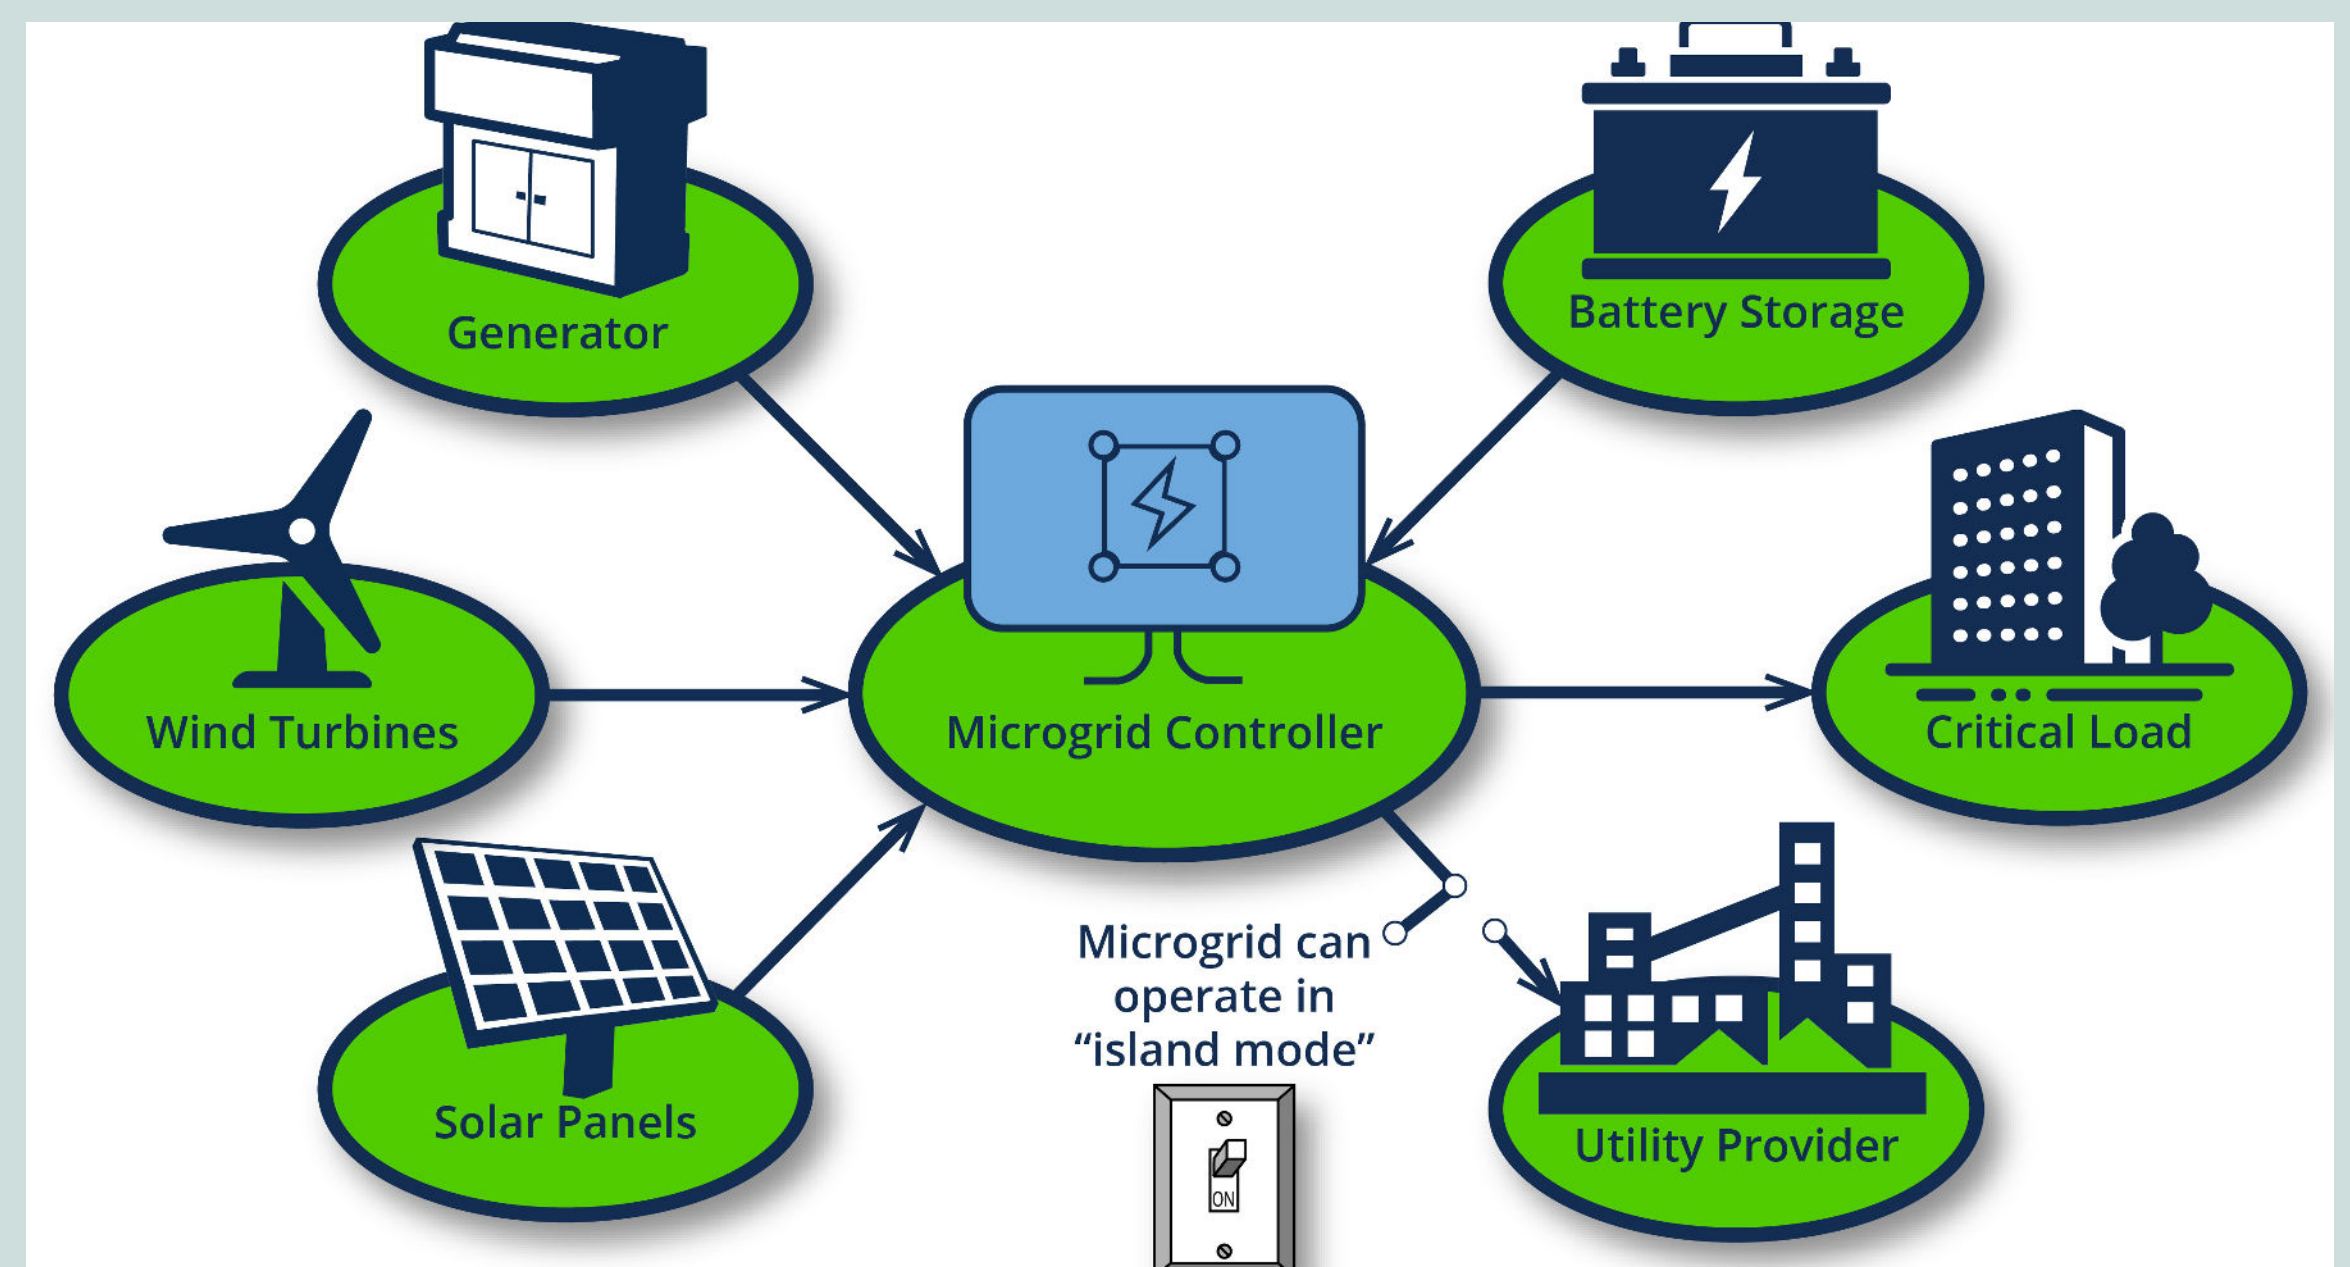 Generator
Battery Storage
Wind Turbines
Microgrid Controller
Critical Load
Microgrid can
operate in
“island mode”
Solar Panels
Utility Provider
ON